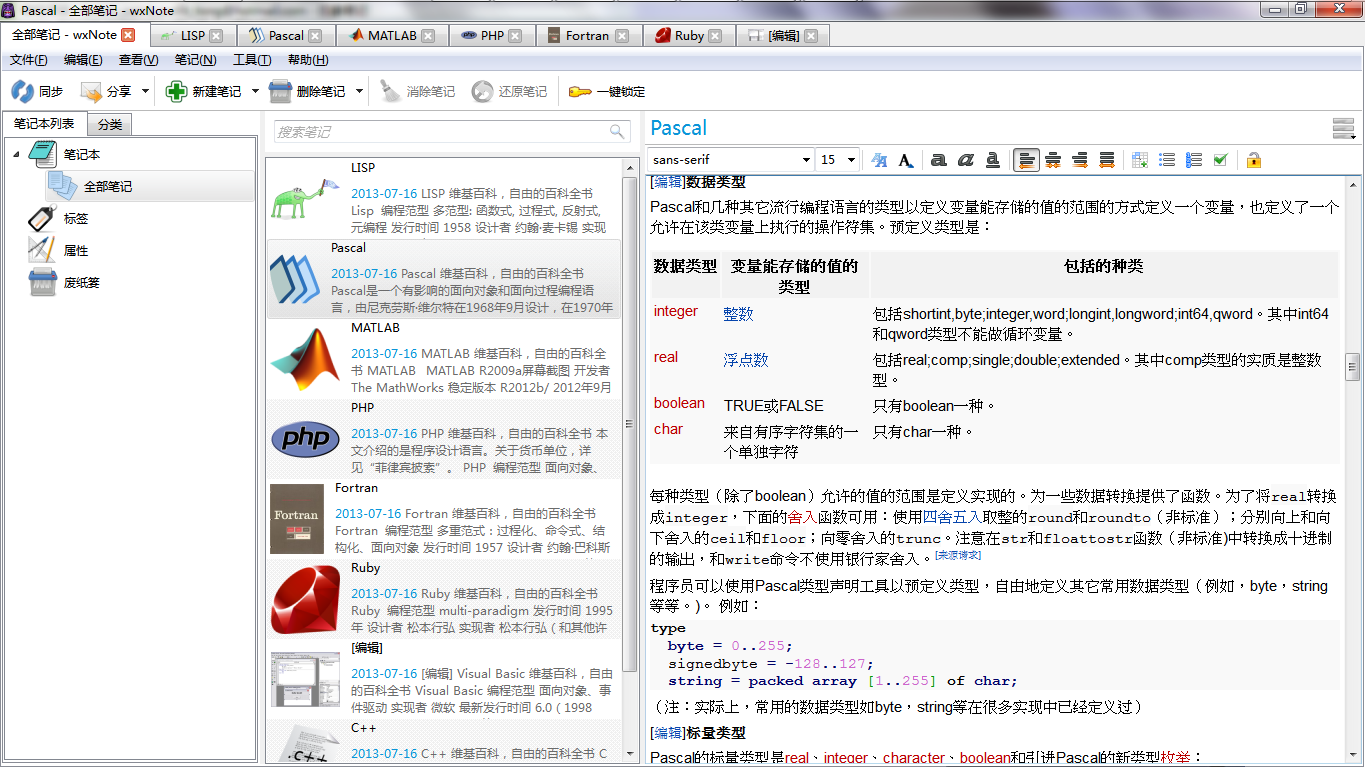 Pascal - 全部笔记 - wxNote
全部笔记 - wxNote LISP Pascal MATLAB PHP Fortran Ruby [编辑]
文件(F) 编辑(E) 查看(V) 笔记(N) 工具(T) 帮助(H)
同步 分享 新建笔记 删除笔记 消除笔记 还原笔记 一键锁定
笔记本列表 分类
笔记本
全部笔记
标签
属性
废纸篓
搜索笔记
LISP
2013-07-16 LISP 维基百科，自由的百科全书
Lisp 编程范型 多范型: 函数式, 过程式, 反射式,
元编程 发行时间 1958 设计者 约翰·麦卡锡 实现
Pascal
2013-07-16 Pascal 维基百科，自由的百科全书
Pascal是一个有影响的面向对象和面向过程编程语
言，由尼克劳斯·维尔特在1968年9月设计，在1970年
MATLAB
2013-07-16 MATLAB 维基百科，自由的百科全
书 MATLAB MATLAB R2009a屏幕截图 开发者
The MathWorks 稳定版本 R2012b/ 2012年9月
PHP
2013-07-16 PHP 维基百科，自由的百科全书 本
文介绍的是程序设计语言。关于货币单位，详
见“菲律宾披索”。 PHP 编程范型 面向对象、
php
Fortran
2013-07-16 Fortran 维基百科，自由的百科全书
Fortran 编程范型 多重范式：过程化、命令式、结
构化、面向对象 发行时间 1957 设计者 约翰·巴科斯
Fortran
Ruby
2013-07-16 Ruby 维基百科，自由的百科全书
Ruby 编程范型 multi-paradigm 发行时间 1995
年 设计者 松本行弘 实现者 松本行弘（和其他许
[编辑]
2013-07-16 [编辑] Visual Basic 维基百科，自由
的百科全书 Visual Basic 编程范型 面向对象、事
件驱动 实现者 微软 最新发行时间 6.0（1998
C++
2013-07-16 C++ 维基百科，自由的百科全书 C
C++
Pascal
sans-serif 15
[编辑]数据类型
Pascal和几种其它流行编程语言的类型以定义变量能存储的值的范围的方式定义一个变量，也定义了一个
允许在该类变量上执行的操作符集。预定义类型是：
数据类型 变量能存储的值的 包括的种类
类型
integer 整数 包括shortint,byte;integer,word;longint,longword;int64,qword。其中int64
和qword类型不能做循环变量。
real 浮点数 包括real;comp;single;double;extended。其中comp类型的实质是整数
型。
boolean TRUE或FALSE 只有boolean一种。
char 来自有序字符集的一 只有char一种。
个单独字符
每种类型（除了boolean）允许的值的范围是定义实现的。为一些数据转换提供了函数。为了将real转换
成integer，下面的舍入函数可用：使用四舍五入取整的round和roundto（非标准）；分别向上和向
下舍入的ceil和floor；向零舍入的trunc。注意在str和floattostr函数（非标准)中转换成十进制
的输出，和write命令不使用银行家舍入。[来源请求]
程序员可以使用Pascal类型声明工具以预定义类型，自由地定义其它常用数据类型（例如，byte，string
等等。)。 例如：
type
byte = 0..255;
signedbyte = -128..127;
string = packed array [1..255] of char;
（注：实际上，常用的数据类型如byte，string等在很多实现中已经定义过）
[编辑]标量类型
Pascal的标量类型是real、integer、character、boolean和引进Pascal的新类型枚举：